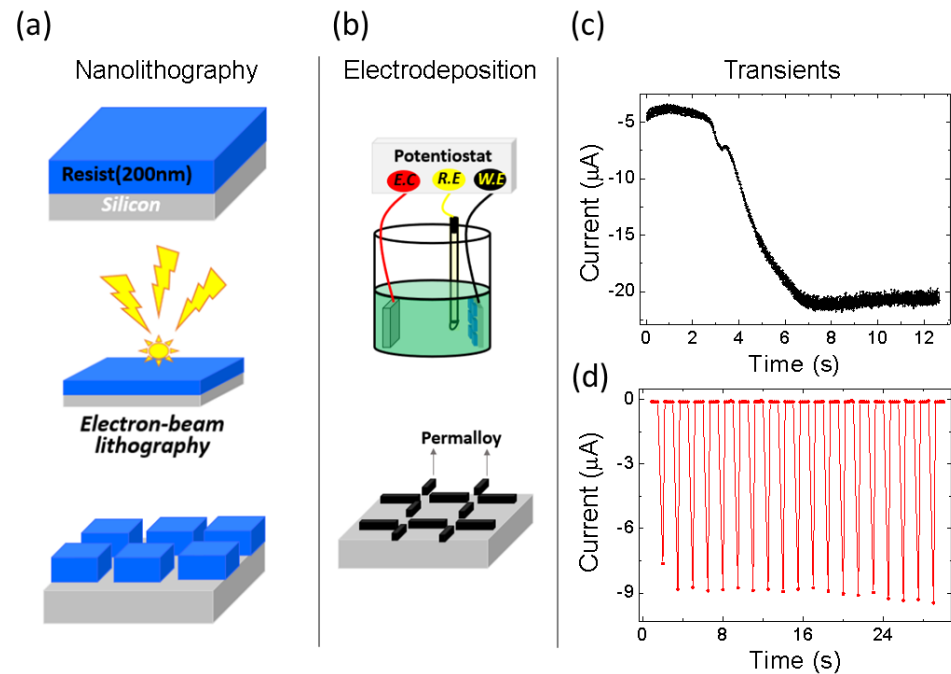 (a)
Nanolithography
Resist(200nm)
Silicon
Electron-beam
lithography
(b)
Electrodeposition
Potentiostat
E.C R.E W.E
Permalloy
(c)
Transients
Current (μA)
-5
-10
-15
-20
0 2 4 6 8 10 12
Time (s)
(d)
Current (μA)
0
-3
-6
-9
0 8 16 24
Time (s)